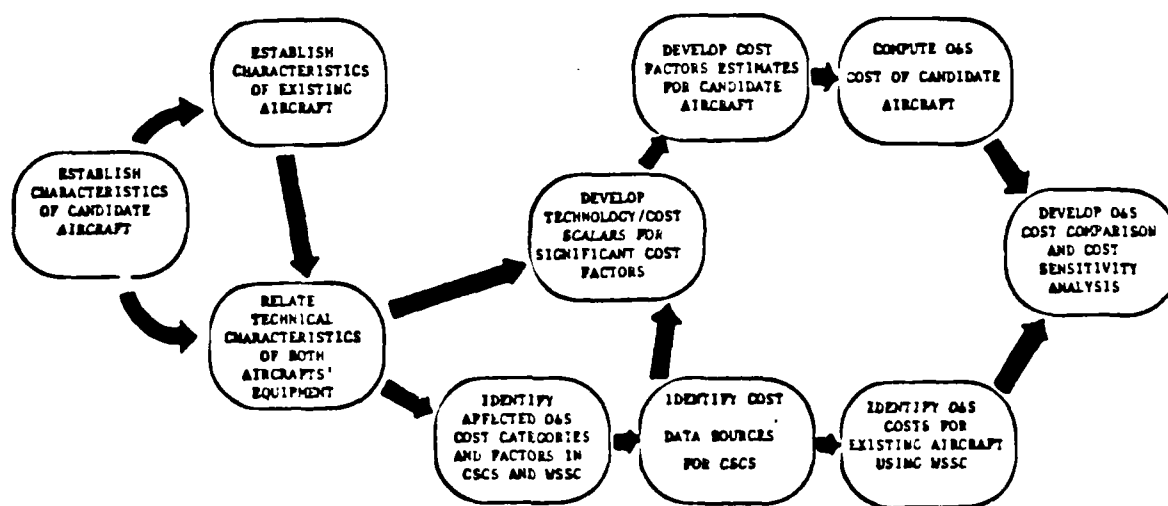 ESTABLISH
CHARACTERISTICS
OF CANDIDATE
AIRCRAFT
ESTABLISH
CHARACTERISTICS
OF EXISTING
AIRCRAFT
RELATE
TECHNICAL
CHARACTERISTICS
OF BOTH
AIRCRAFTS'
EQUIPMENT
IDENTIFY
AFFECTED O&S
COST CATEGORIES
AND FACTORS IN
CSCS AND WSSC
IDENTIFY COST
DATA SOURCES
FOR CSCS
DEVELOP
TECHNOLOGY/COST
SCALARS FOR
SIGNIFICANT COST
FACTORS
DEVELOP COST
FACTORS ESTIMATES
FOR CANDIDATE
AIRCRAFT
COMPUTE O&S
COST OF CANDIDATE
AIRCRAFT
IDENTIFY O&S
COSTS FOR
EXISTING AIRCRAFT
USING WSSC
DEVELOP O&S
COST COMPARISON
AND COST
SENSITIVITY
ANALYSIS